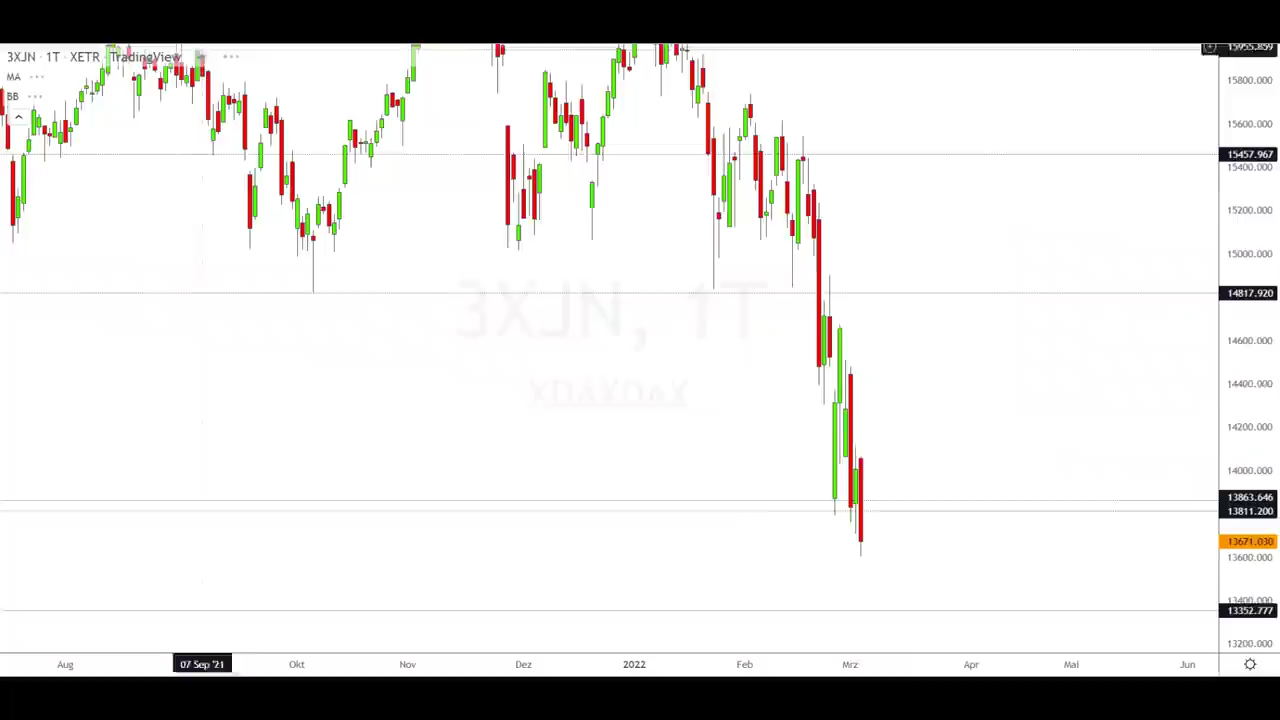 3XJN · 1T · XETR · TradingView
MA
BB
3XJN, 1T
15955.859
15800.000
15600.000
15457.967
15400.000
15200.000
15000.000
14817.920
14600.000
14400.000
14200.000
14000.000
13863.646
13811.200
13671.030
13600.000
13400.000
13352.777
13200.000
Aug
07 Sep '21
Okt
Nov
Dez
2022
Feb
Mrz
Apr
Mai
Jun